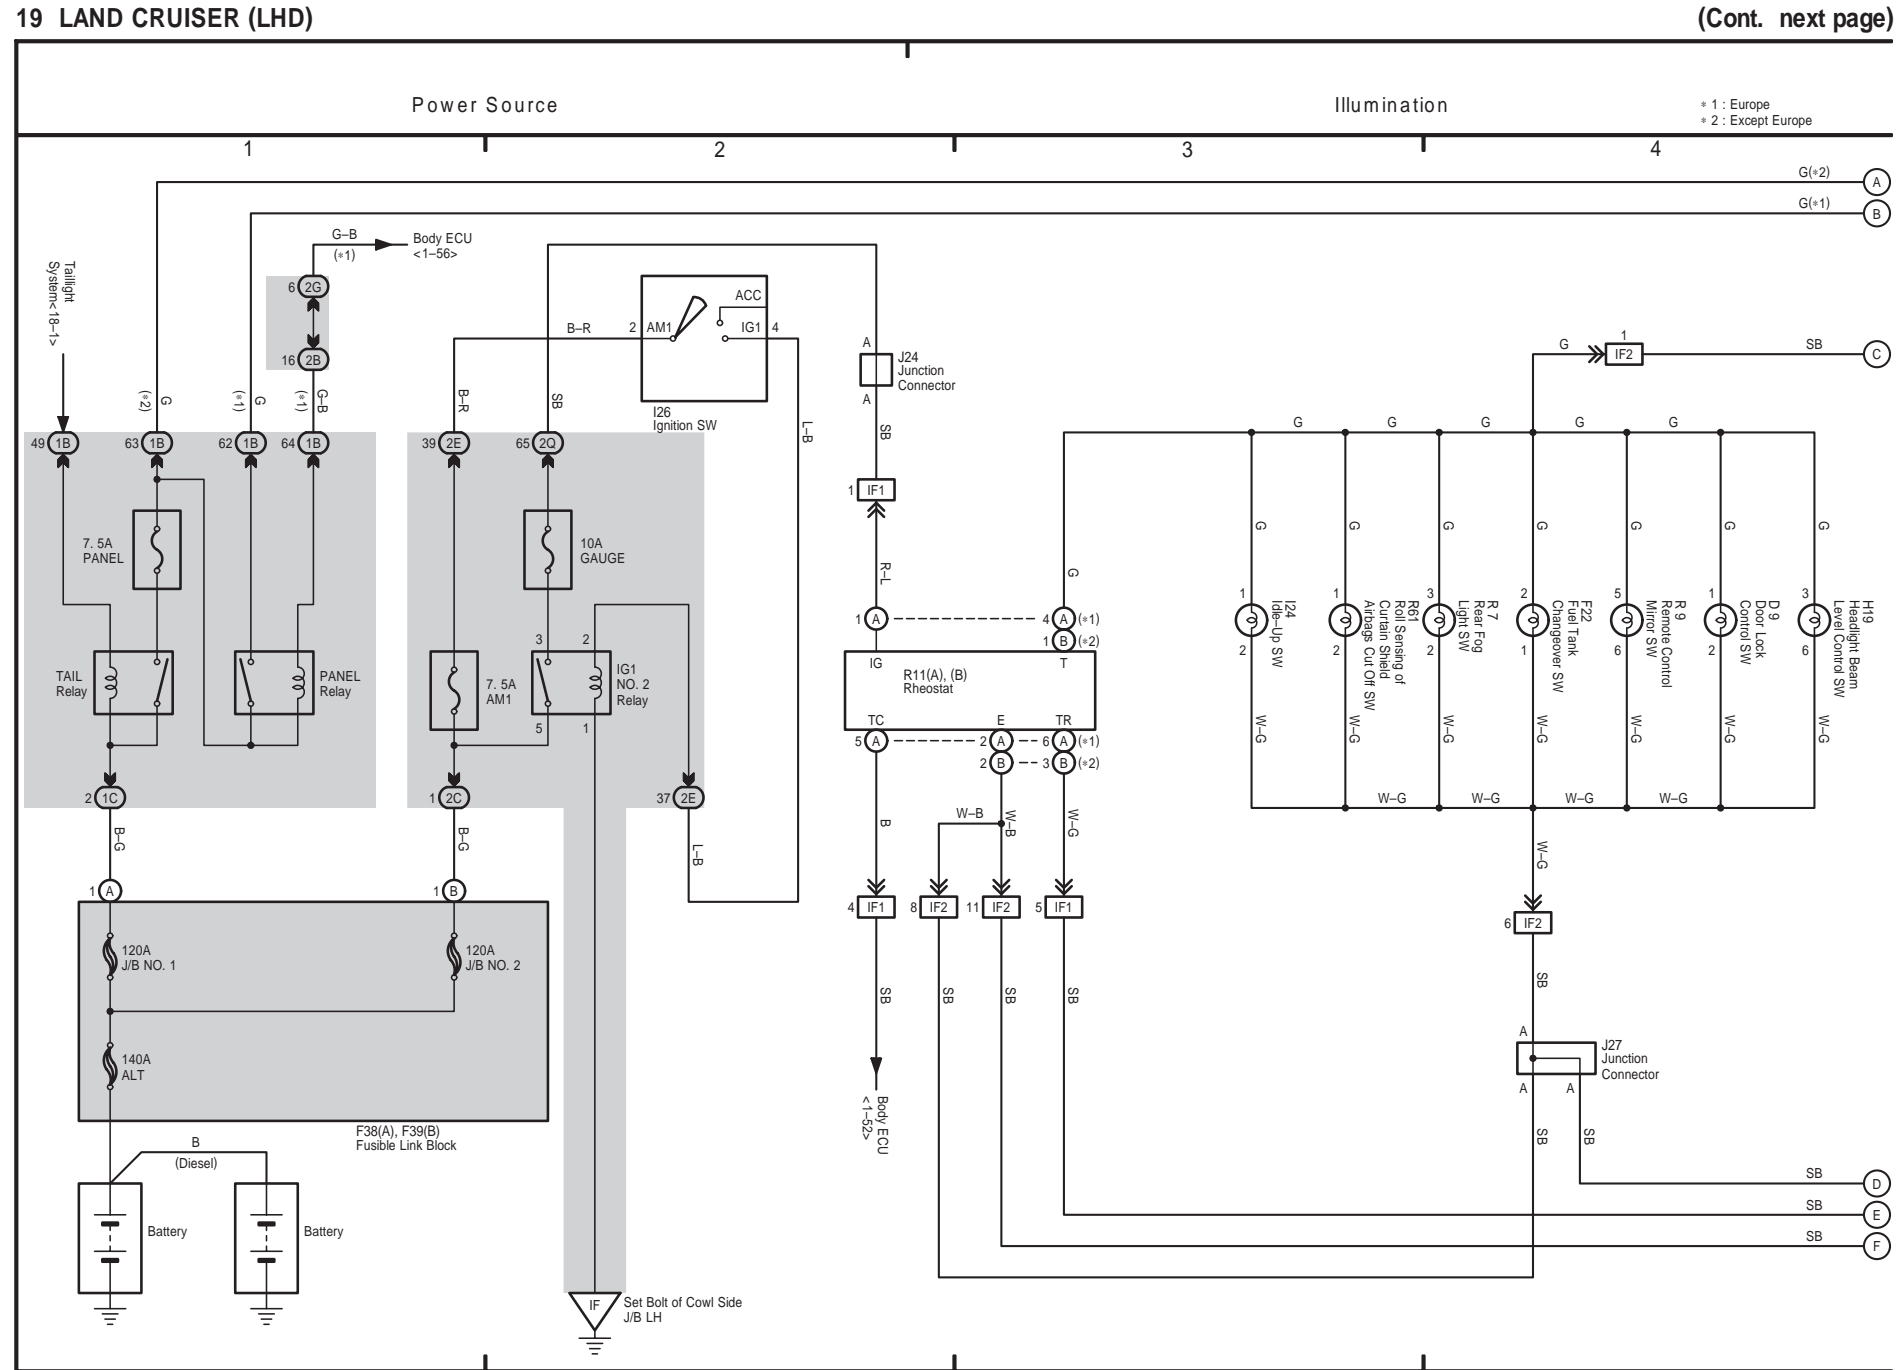 19 LAND CRUISER (LHD)
(Cont. next page)
Power Source
Illumination
* 1 : Europe
* 2 : Except Europe
1
2
3
4
G(*2)
A
G(*1)
B
G–B
(*1)
Body ECU
<1–56>
Taillight
System<18–1>
6
2G
16
2B
(*2)
G
(*1)
G
(*1)
G–B
49
1B
63
1B
62
1B
64
1B
7. 5A
PANEL
TAIL
Relay
PANEL
Relay
2
1C
B–G
B–R
2
AM1
ACC
IG1
4
I26
Ignition SW
B–R
SB
L–B
39
2E
65
2Q
10A
GAUGE
3
2
7. 5A
AM1
IG1
NO. 2
Relay
5
1
1
2C
37
2E
B–G
L–B
1
A
1
B
120A
J/B NO. 1
120A
J/B NO. 2
140A
ALT
F38(A), F39(B)
Fusible Link Block
B
(Diesel)
Battery
Battery
IF
Set Bolt of Cowl Side
J/B LH
A
J24
Junction
Connector
A
SB
1
IF1
R–L
G
1
A
4
A
(*1)
1
B
(*2)
IG
T
R11(A), (B)
Rheostat
TC
E
TR
5
A
2
A
6
A
(*1)
2
B
3
B
(*2)
B
W–B
W–B
W–G
4
IF1
8
IF2
11
IF2
5
IF1
SB
SB
SB
SB
Body ECU
<1–52>
G
1
IF2
SB
C
G
G
G
G
G
G
G
G
G
G
G
G
1
2
I24
Idle–Up SW
1
2
R61
Roll Sensing of
Curtain Shield
Airbags Cut Off SW
3
2
R 7
Rear Fog
Light SW
2
1
F22
Fuel Tank
Changeover SW
5
6
R 9
Remote Control
Mirror SW
1
2
D 9
Door Lock
Control SW
3
6
H19
Headlight Beam
Level Control SW
W–G
W–G
W–G
W–G
W–G
W–G
W–G
W–G
W–G
W–G
W–G
W–G
6
IF2
SB
A
J27
Junction
Connector
A
A
SB
SB
SB
D
SB
E
SB
F